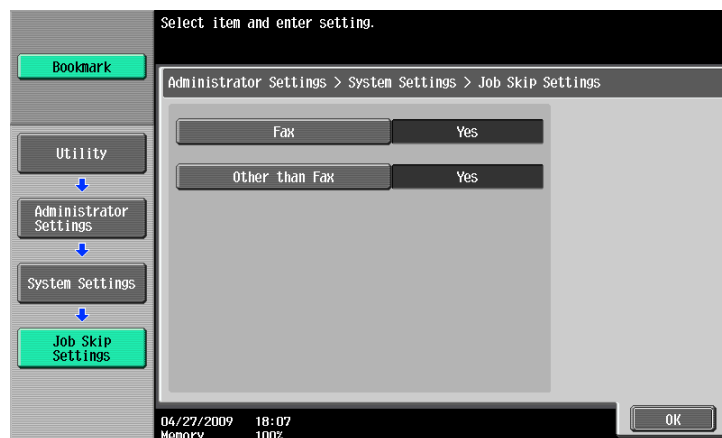 Select item and enter setting.
Bookmark
Administrator Settings > System Settings > Job Skip Settings
Fax Yes
Other than Fax Yes
Utility
Administrator
Settings
System Settings
Job Skip
Settings
04/27/2009 18:07
Memory 100%
OK